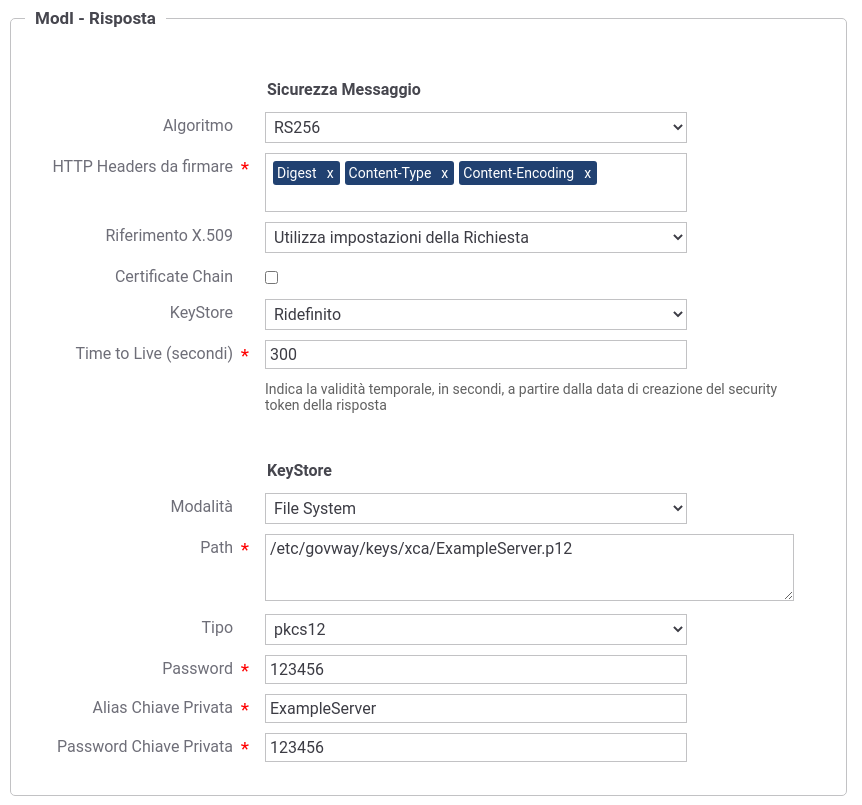 ModI - Risposta
Sicurezza Messaggio
Algoritmo RS256
HTTP Headers da firmare * Digest x Content-Type x Content-Encoding x
Riferimento X.509 Utilizza impostazioni della Richiesta
Certificate Chain
KeyStore Ridefinito
Time to Live (secondi) * 300
Indica la validità temporale, in secondi, a partire dalla data di creazione del security
token della risposta
KeyStore
Modalità File System
Path * /etc/govway/keys/xca/ExampleServer.p12
Tipo pkcs12
Password * 123456
Alias Chiave Privata * ExampleServer
Password Chiave Privata * 123456